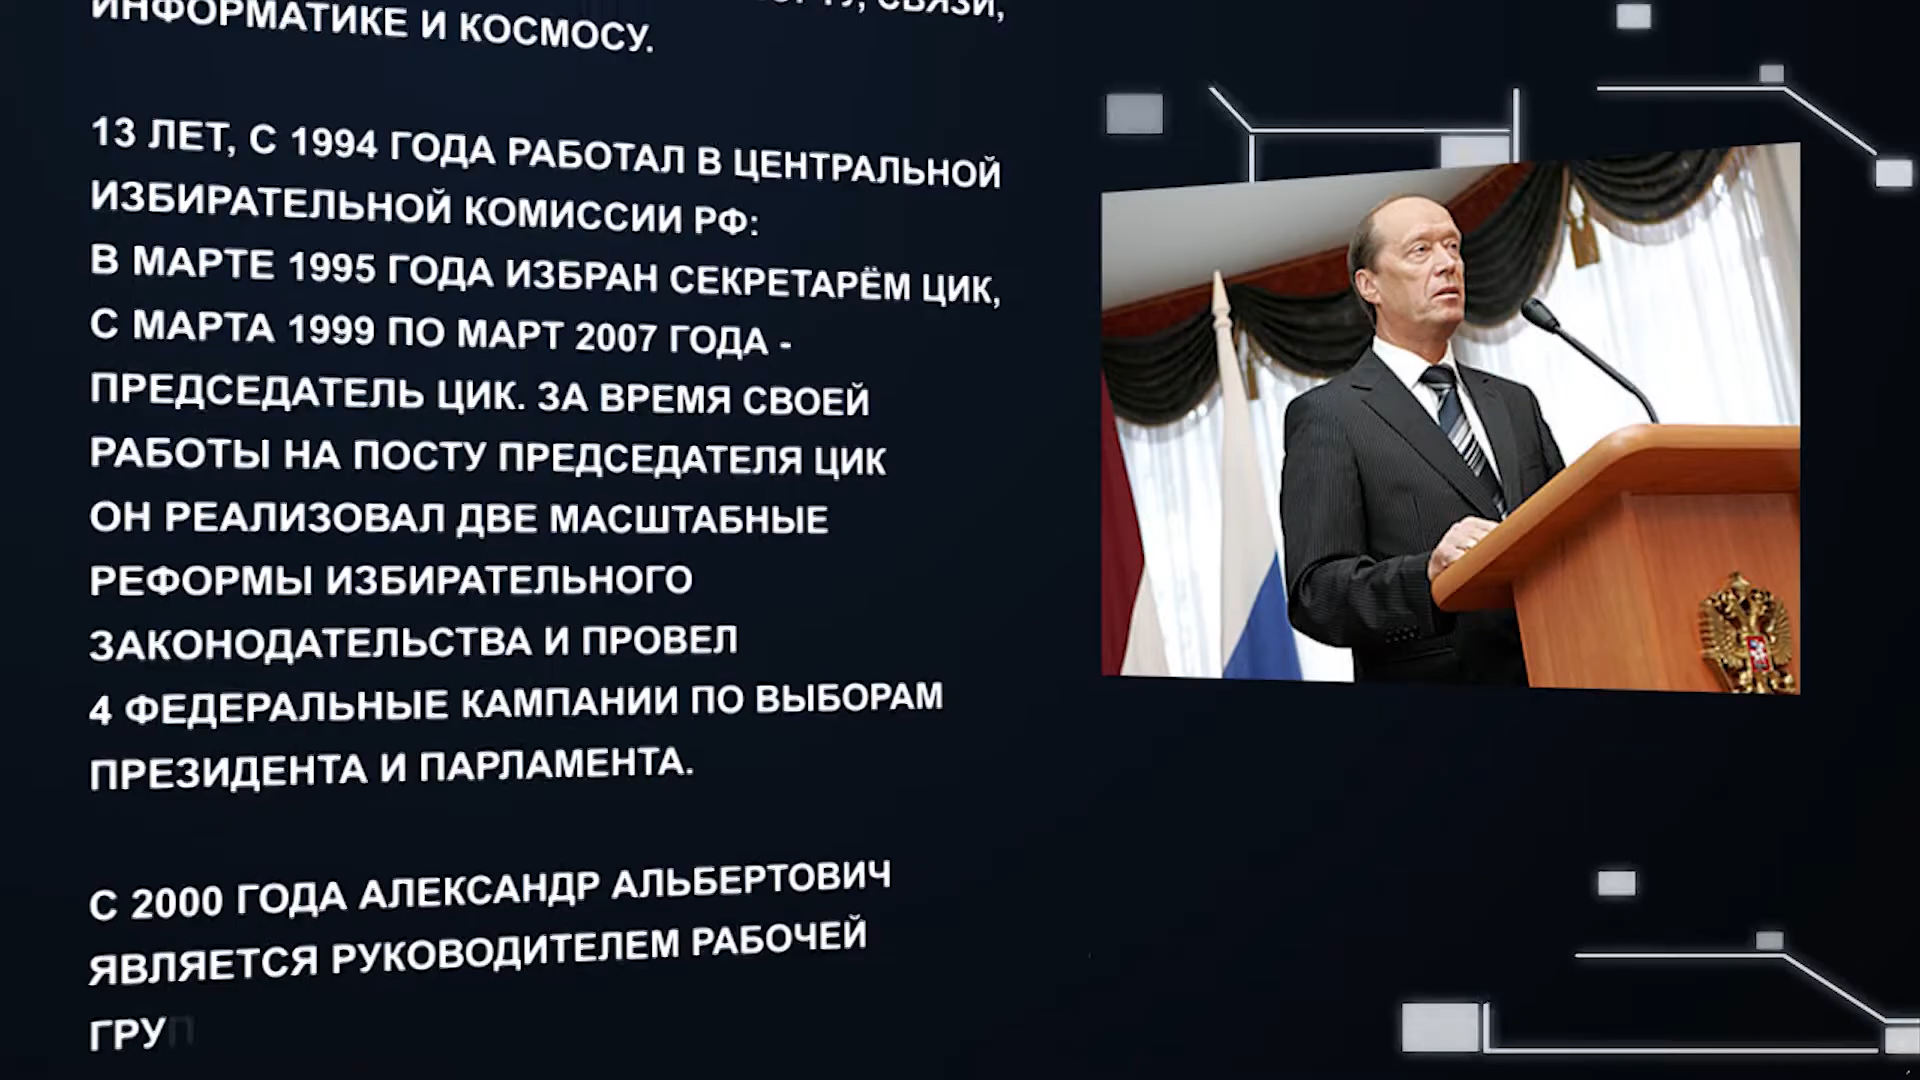 СВЯЗИ,
ИНФОРМАТИКЕ И КОСМОСУ.
13 ЛЕТ, С 1994 ГОДА РАБОТАЛ В ЦЕНТРАЛЬНОЙ
ИЗБИРАТЕЛЬНОЙ КОМИССИИ РФ:
В МАРТЕ 1995 ГОДА ИЗБРАН СЕКРЕТАРЁМ ЦИК,
С МАРТА 1999 ПО МАРТ 2007 ГОДА -
ПРЕДСЕДАТЕЛЬ ЦИК. ЗА ВРЕМЯ СВОЕЙ
РАБОТЫ НА ПОСТУ ПРЕДСЕДАТЕЛЯ ЦИК
ОН РЕАЛИЗОВАЛ ДВЕ МАСШТАБНЫЕ
РЕФОРМЫ ИЗБИРАТЕЛЬНОГО
ЗАКОНОДАТЕЛЬСТВА И ПРОВЕЛ
4 ФЕДЕРАЛЬНЫЕ КАМПАНИИ ПО ВЫБОРАМ
ПРЕЗИДЕНТА И ПАРЛАМЕНТА.
С 2000 ГОДА АЛЕКСАНДР АЛЬБЕРТОВИЧ
ЯВЛЯЕТСЯ РУКОВОДИТЕЛЕМ РАБОЧЕЙ
ГРУП